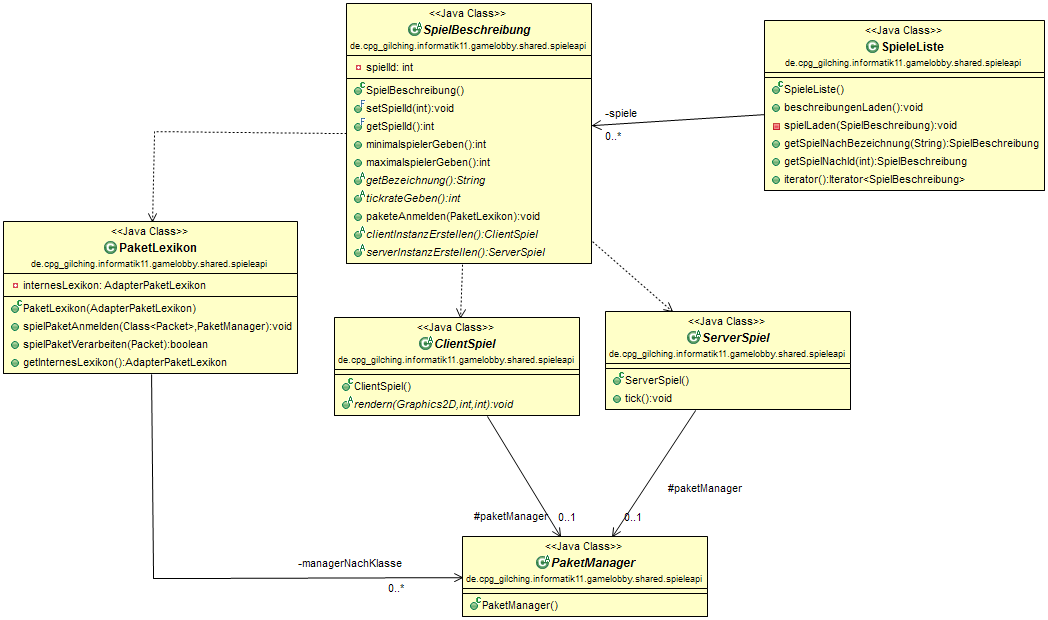 <<Java Class>>
SpielBeschreibung
de.cpg_gilching.informatik11.gamelobby.shared.spieleapi
spielId: int
SpielBeschreibung()
setSpielId(int):void
getSpielId():int
minimalspielerGeben():int
maximalspielerGeben():int
getBezeichnung():String
tickrateGeben():int
paketeAnmelden(PaketLexikon):void
clientInstanzErstellen():ClientSpiel
serverInstanzErstellen():ServerSpiel
<<Java Class>>
SpieleListe
de.cpg_gilching.informatik11.gamelobby.shared.spieleapi
SpieleListe()
beschreibungenLaden():void
spielLaden(SpielBeschreibung):void
getSpielNachBezeichnung(String):SpielBeschreibung
getSpielNachId(int):SpielBeschreibung
iterator():Iterator<SpielBeschreibung>
-spiele
0..*
<<Java Class>>
PaketLexikon
de.cpg_gilching.informatik11.gamelobby.shared.spieleapi
internesLexikon: AdapterPaketLexikon
PaketLexikon(AdapterPaketLexikon)
spielPaketAnmelden(Class<Packet>,PaketManager):void
spielPaketVerarbeiten(Packet):boolean
getInternesLexikon():AdapterPaketLexikon
<<Java Class>>
ClientSpiel
de.cpg_gilching.informatik11.gamelobby.shared.spieleapi
ClientSpiel()
rendern(Graphics2D,int,int):void
<<Java Class>>
ServerSpiel
de.cpg_gilching.informatik11.gamelobby.shared.spieleapi
ServerSpiel()
tick():void
#paketManager
0..1
#paketManager
0..1
-managerNachKlasse
0..*
<<Java Class>>
PaketManager
de.cpg_gilching.informatik11.gamelobby.shared.spieleapi
PaketManager()